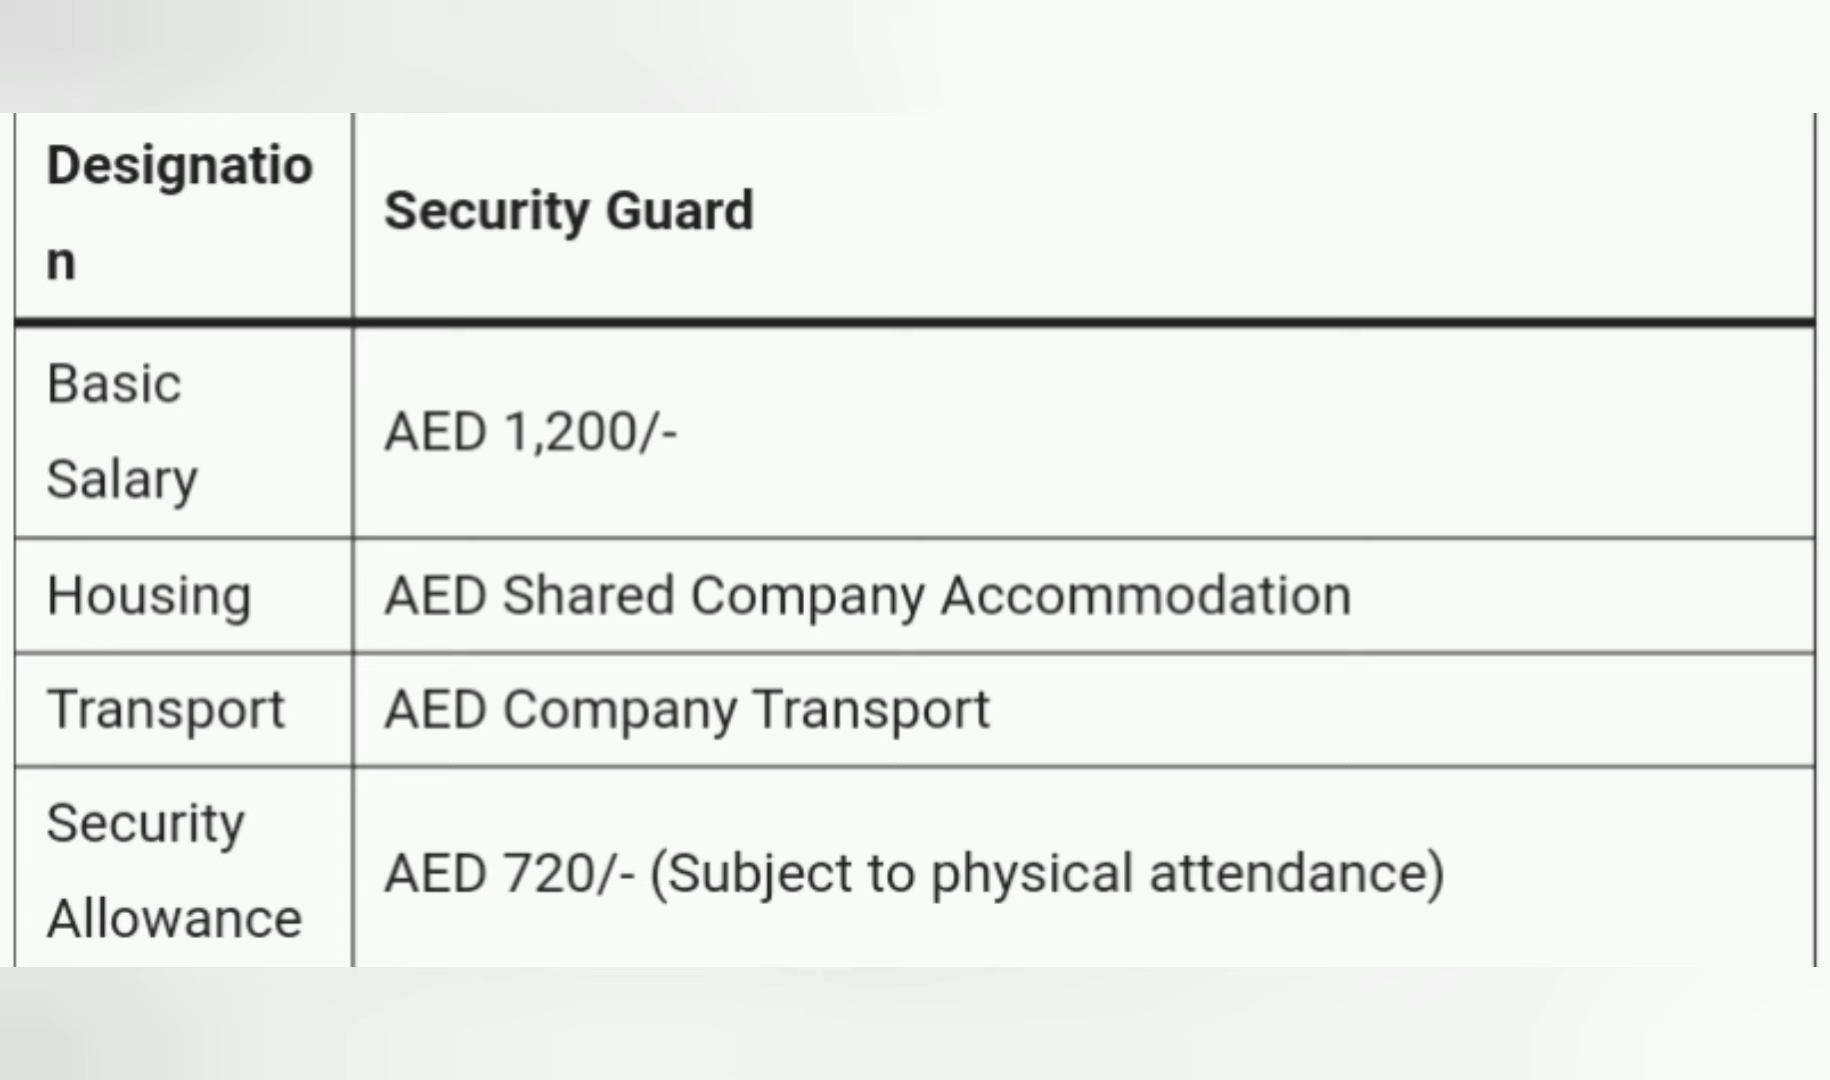 Designatio
n
Security Guard
Basic
Salary
AED 1,200/-
Housing
AED Shared Company Accommodation
Transport
AED Company Transport
Security
Allowance
AED 720/- (Subject to physical attendance)